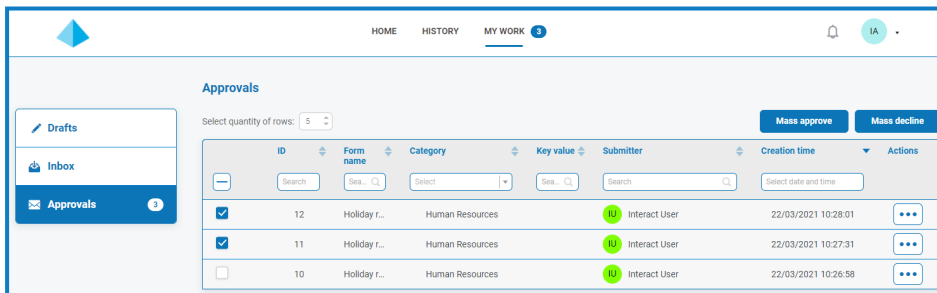 HOME HISTORY MY WORK 3 IA
Approvals
Select quantity of rows: 5
Mass approve Mass decline
Drafts
Inbox
Approvals 3
ID Form name Category Key value Submitter Creation time Actions
Search Sea... Select Sea... Search Select date and time
12 Holiday r... Human Resources IU Interact User 22/03/2021 10:28:01
11 Holiday r... Human Resources IU Interact User 22/03/2021 10:27:31
10 Holiday r... Human Resources IU Interact User 22/03/2021 10:26:58